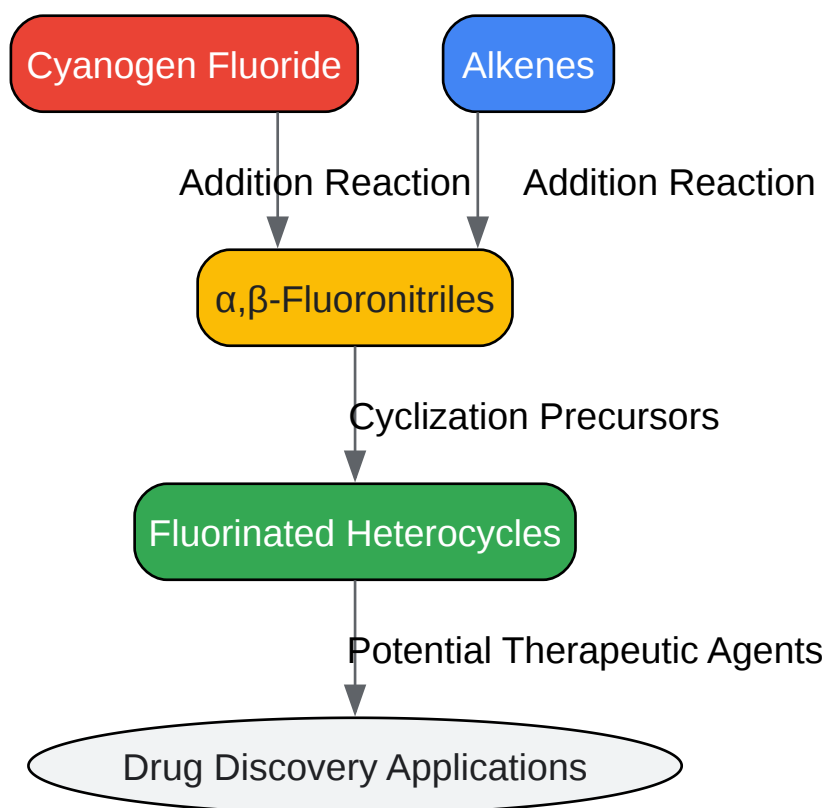 Cyanogen Fluoride
Alkenes
Addition Reaction
Addition Reaction
α,β-Fluoronitriles
Cyclization Precursors
Fluorinated Heterocycles
Potential Therapeutic Agents
Drug Discovery Applications